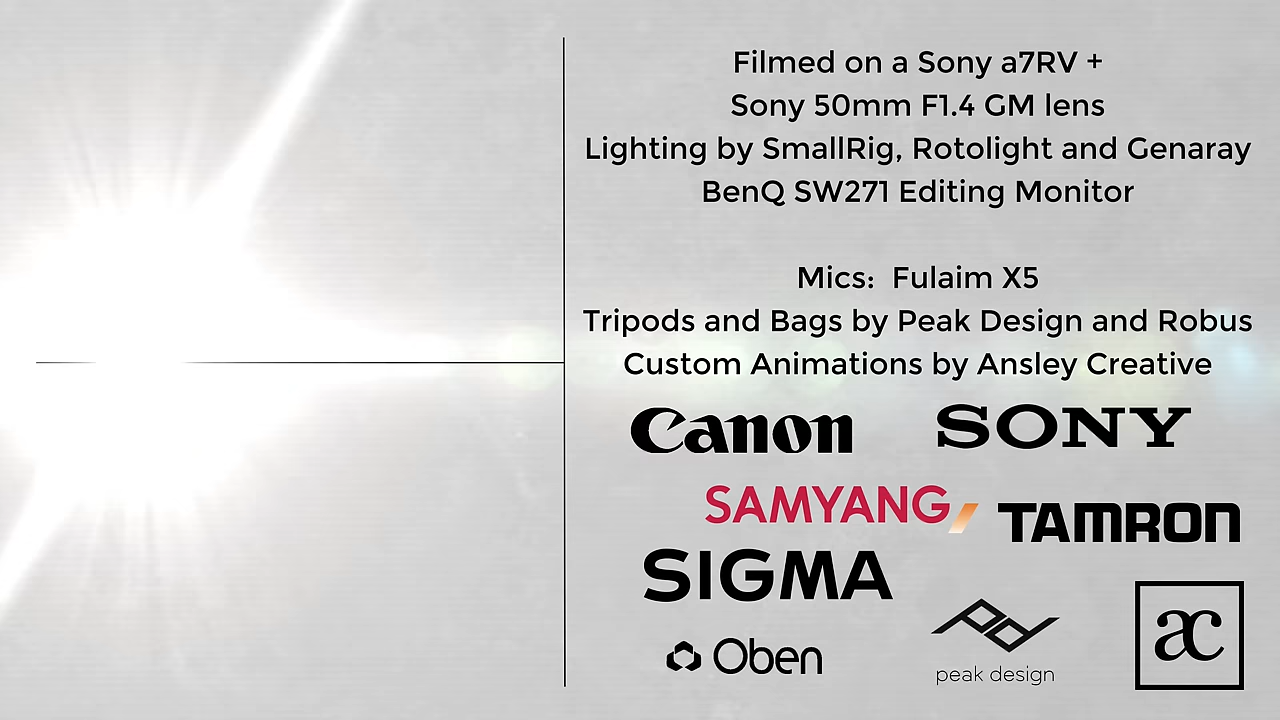 Filmed on a Sony a7RV +
Sony 50mm F1.4 GM lens
Lighting by SmallRig, Rotolight and Genaray
BenQ SW271 Editing Monitor
Mics: Fulaim X5
Tripods and Bags by Peak Design and Robus
Custom Animations by Ansley Creative
Canon SONY
SAMYANG TAMRON
SIGMA
Oben peak design ac